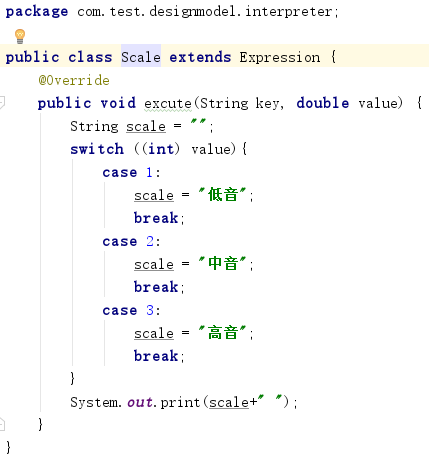 package com.test.designmodel.interpreter;
public class Scale extends Expression {
@Override
public void excute(String key, double value) {
String scale = "";
switch ((int) value){
case 1:
scale = "低音";
break;
case 2:
scale = "中音";
break;
case 3:
scale = "高音";
break;
}
System.out.print(scale+" ");
}
}